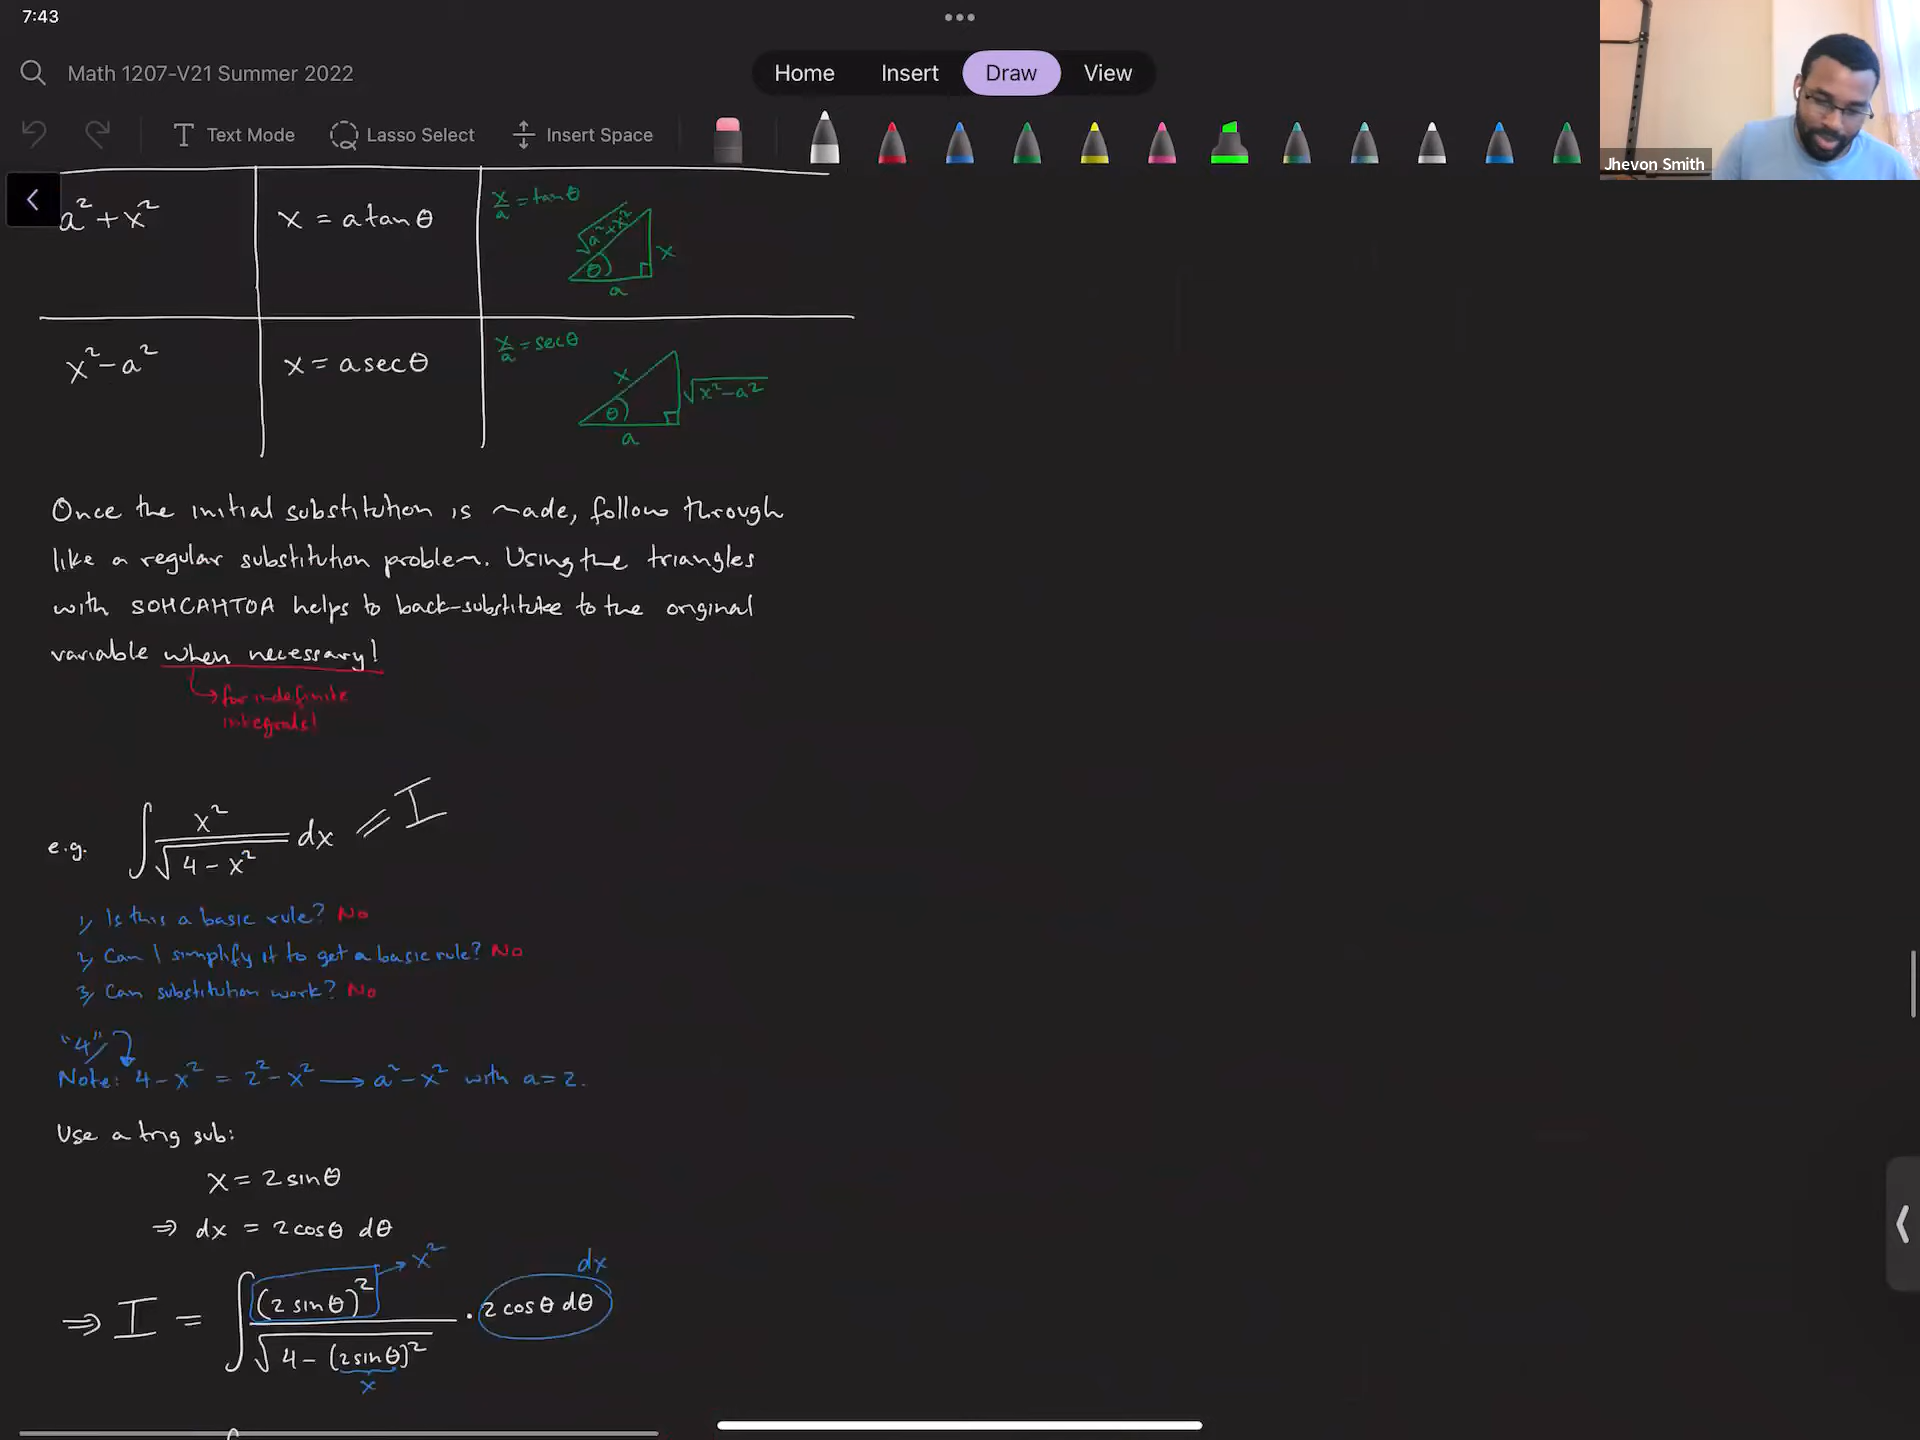 7:43
Math 1207-V21 Summer 2022
Home Insert Draw View
Text Mode Lasso Select Insert Space
Jhevon Smith
a² + x² x = a tan θ x/a = tan θ
√(a² + x²) θ x a
x² - a² x = a sec θ x/a = sec θ
x θ √(x² - a²) a
Once the initial substitution is made, follow through
like a regular substitution problem. Using the triangles
with SOHCAHTOA helps to back-substitute to the original
variable when necessary!
↳ for indefinite
integrals!
e.g. ∫ x²/√(4 - x²) dx = I
1, Is this a basic rule? No
2, Can I simplify it to get a basic rule? No
3, Can substitution work? No
"4"
Note: 4 - x² = 2² - x² → a² - x² with a = 2.
Use a trig sub:
x = 2 sin θ
⇒ dx = 2 cos θ dθ
→ x² dx
⇒ I = ∫ (2 sin θ)²/√(4 - (2 sin θ)²) · 2 cos θ dθ
x